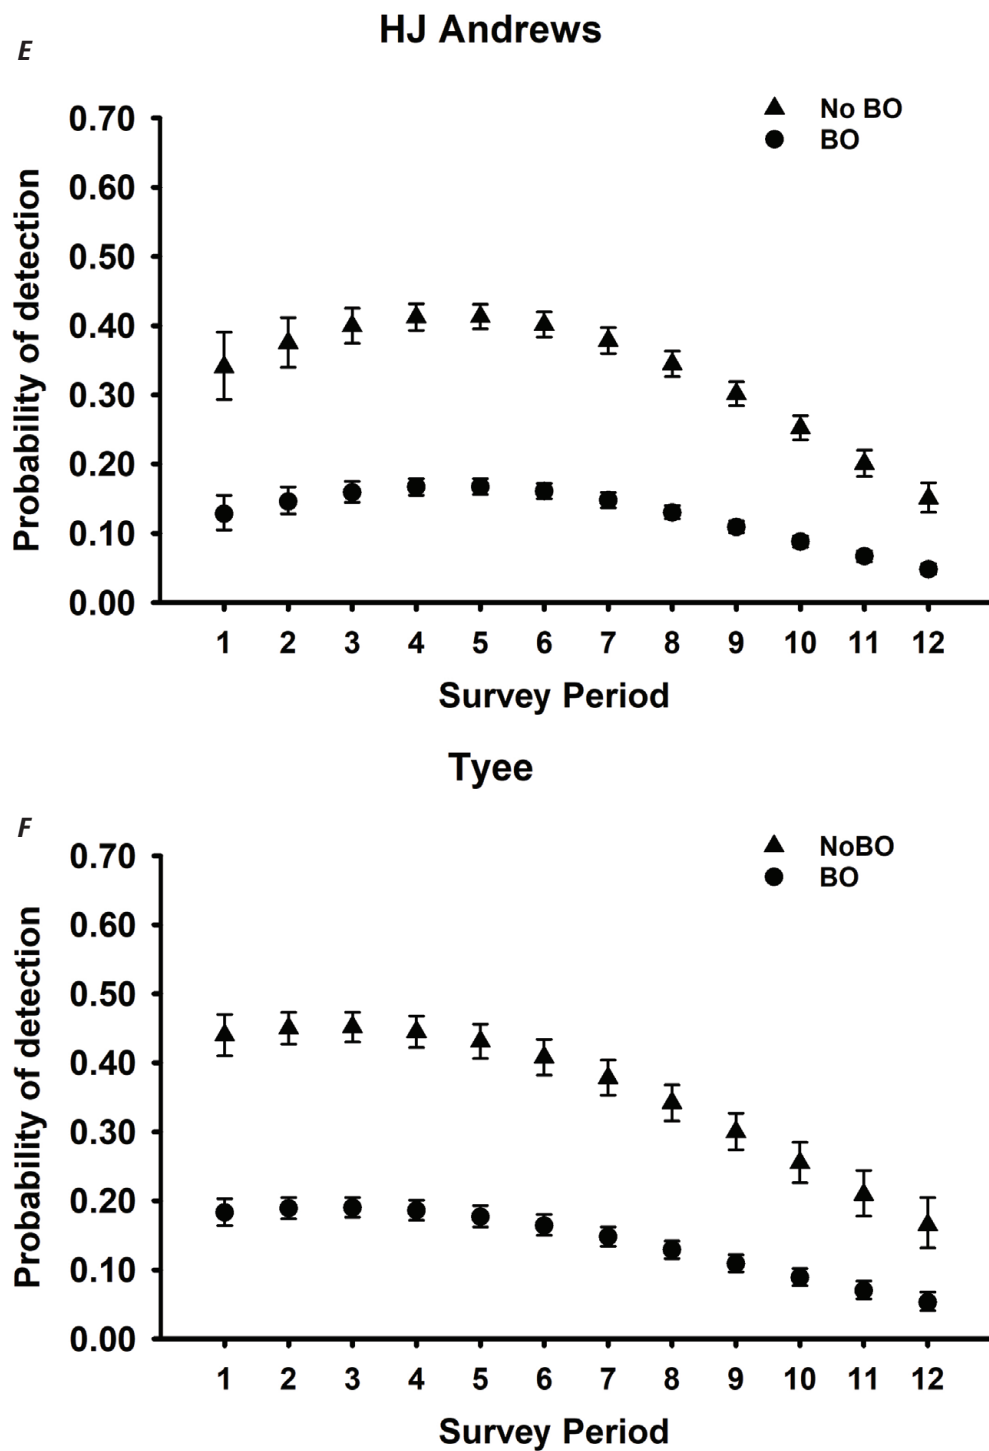 HJ Andrews
E
No BO
BO
Probability of detection
0.70
0.60
0.50
0.40
0.30
0.20
0.10
0.00
1 2 3 4 5 6 7 8 9 10 11 12
Survey Period
Tyee
F
NoBO
BO
Probability of detection
0.70
0.60
0.50
0.40
0.30
0.20
0.10
0.00
1 2 3 4 5 6 7 8 9 10 11 12
Survey Period